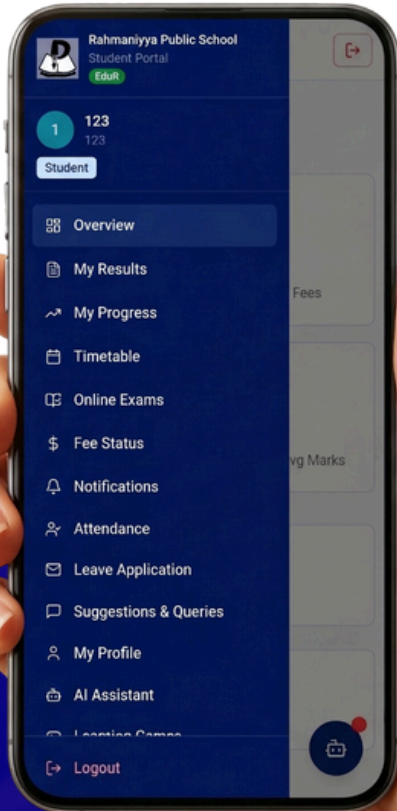 Rahmaniyya Public School
Student Portal
EduR
1
123
123
Student
Overview
My Results
My Progress
Timetable
Online Exams
Fee Status
Notifications
Attendance
Leave Application
Suggestions & Queries
My Profile
AI Assistant
Logout
Fees
Marks